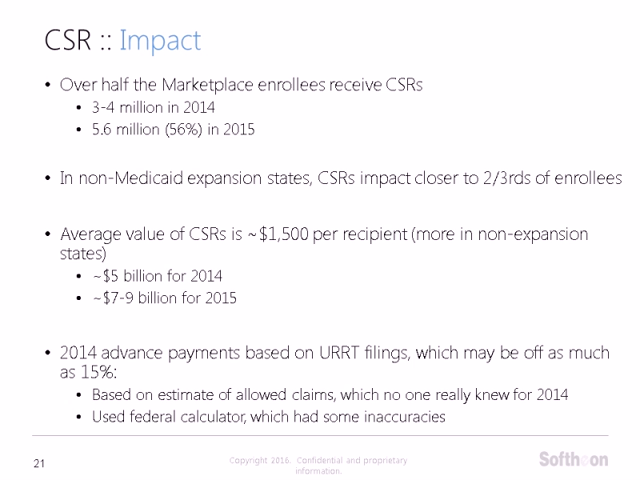 CSR :: Impact
• Over half the Marketplace enrollees receive CSRs
• 3-4 million in 2014
• 5.6 million (56%) in 2015
• In non-Medicaid expansion states, CSRs impact closer to 2/3rds of enrollees
• Average value of CSRs is ~$1,500 per recipient (more in non-expansion
states)
• ~$5 billion for 2014
• ~$7-9 billion for 2015
• 2014 advance payments based on URRT filings, which may be off as much
as 15%:
• Based on estimate of allowed claims, which no one really knew for 2014
• Used federal calculator, which had some inaccuracies
21
Copyright 2016. Confidential and proprietary
information.
Softheon